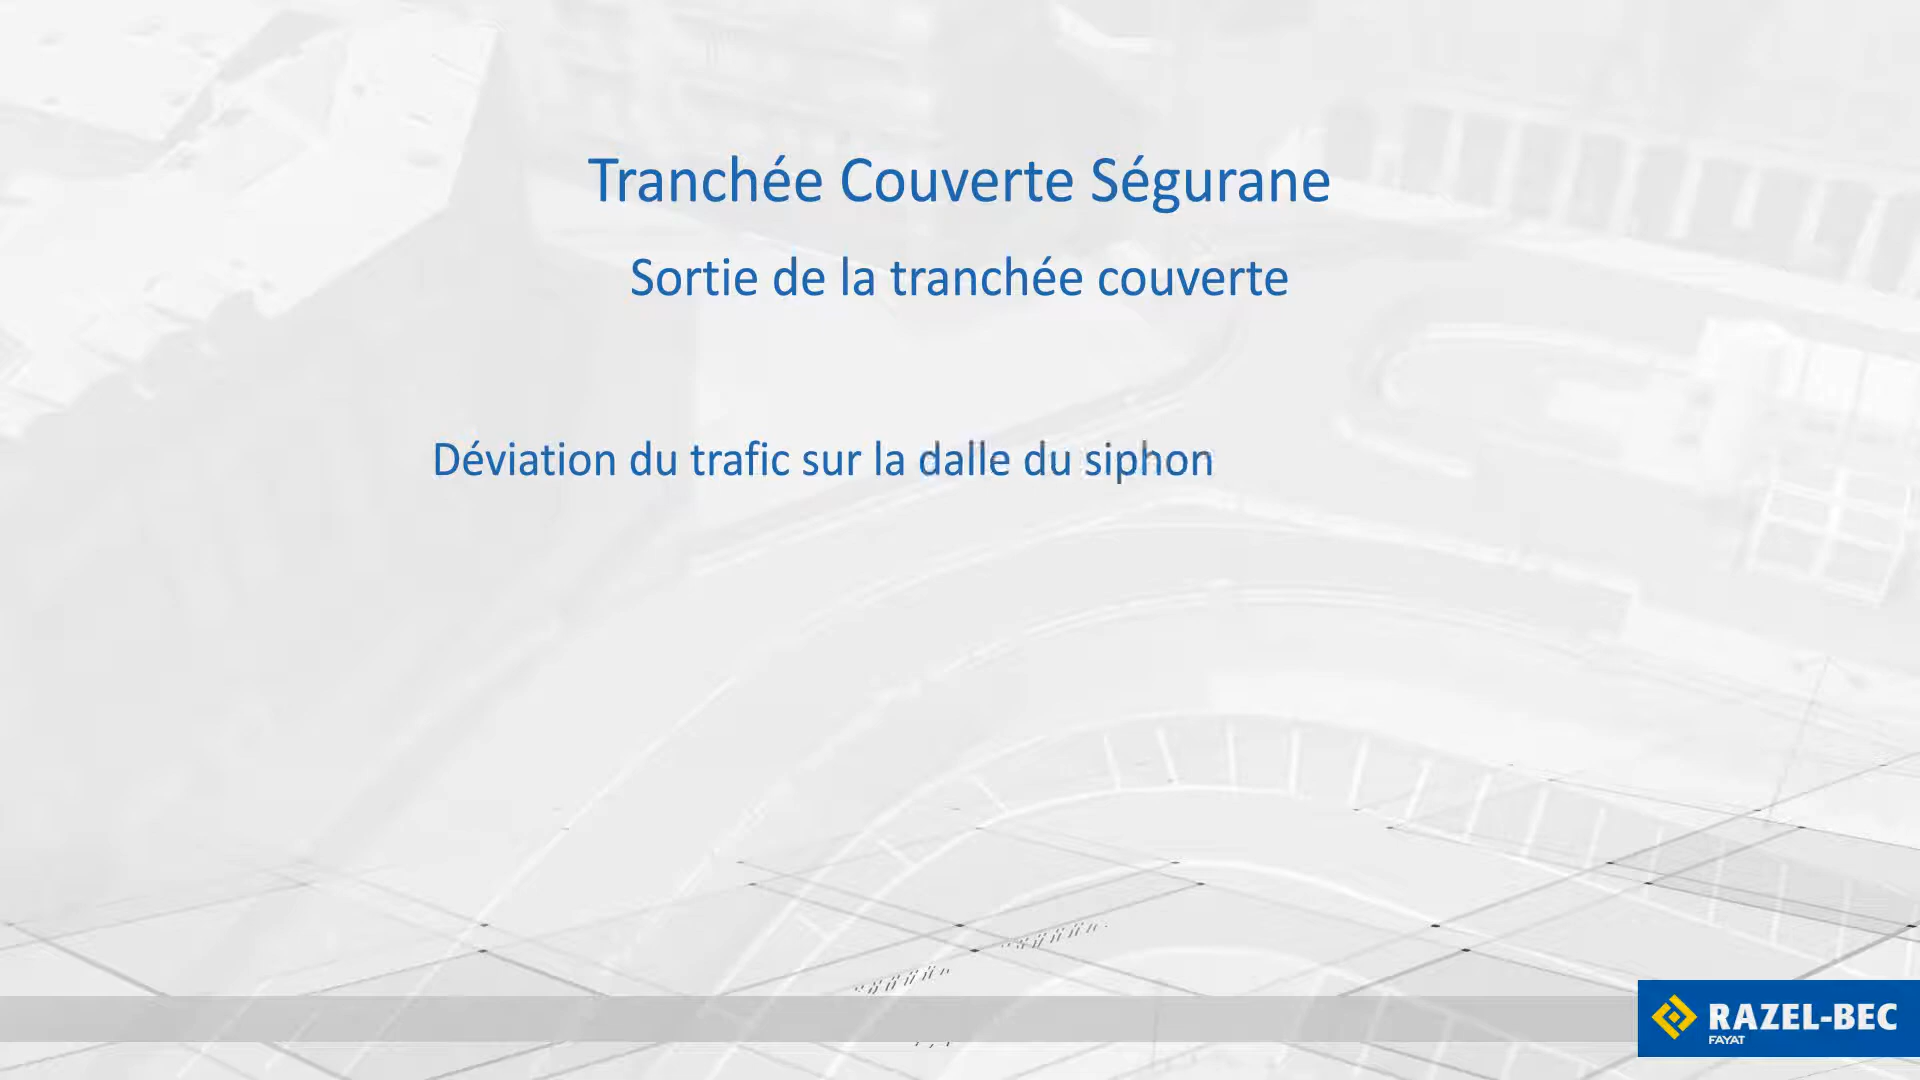 Tranchée Couverte Ségurane
Sortie de la tranchée couverte
Déviation du trafic sur la dalle du siphon
RAZEL-BEC
FAYAT